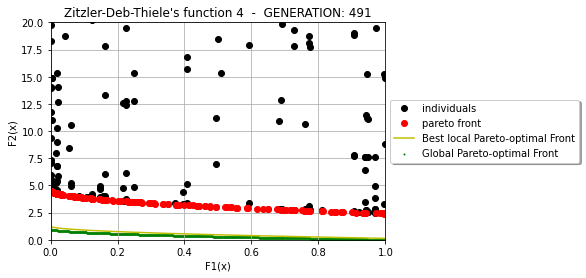 Zitzler-Deb-Thiele's function 4 - GENERATION: 491
20.0
17.5
15.0
12.5
10.0
7.5
5.0
2.5
0.0
F2(x)
0.0 0.2 0.4 0.6 0.8 1.0
F1(x)
individuals
pareto front
Best local Pareto-optimal Front
Global Pareto-optimal Front